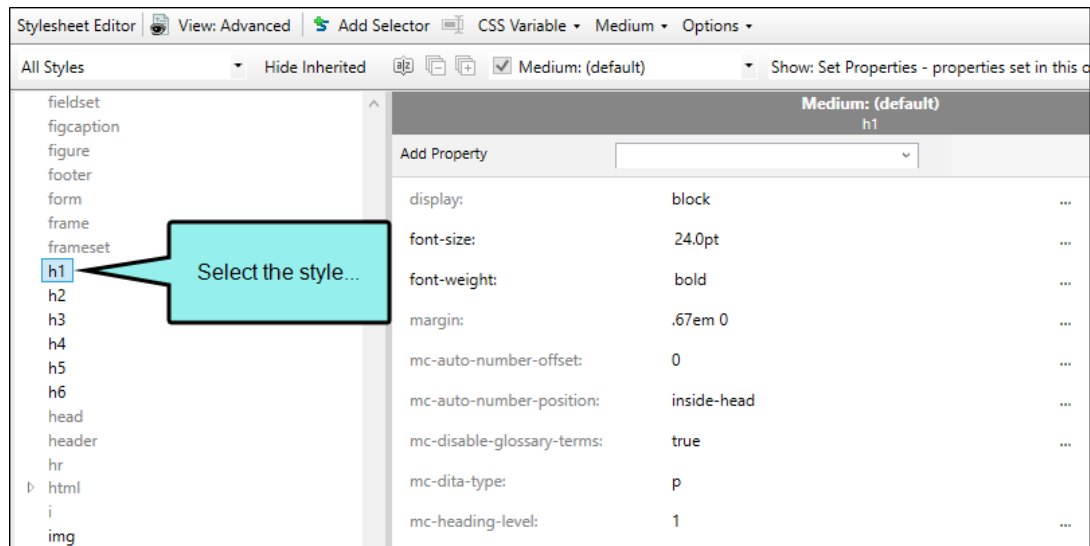 Stylesheet Editor View: Advanced Add Selector CSS Variable Medium Options
All Styles Hide Inherited a|z Medium: (default) Show: Set Properties - properties set in this
fieldset
figcaption
figure
footer
form
frame
frameset
h1
h2
h3
h4
h5
h6
head
header
hr
html
i
img
Select the style...
Medium: (default)
h1
Add Property
display: block ...
font-size: 24.0pt ...
font-weight: bold ...
margin: .67em 0 ...
mc-auto-number-offset: 0 ...
mc-auto-number-position: inside-head ...
mc-disable-glossary-terms: true ...
mc-dita-type: p
mc-heading-level: 1 ...